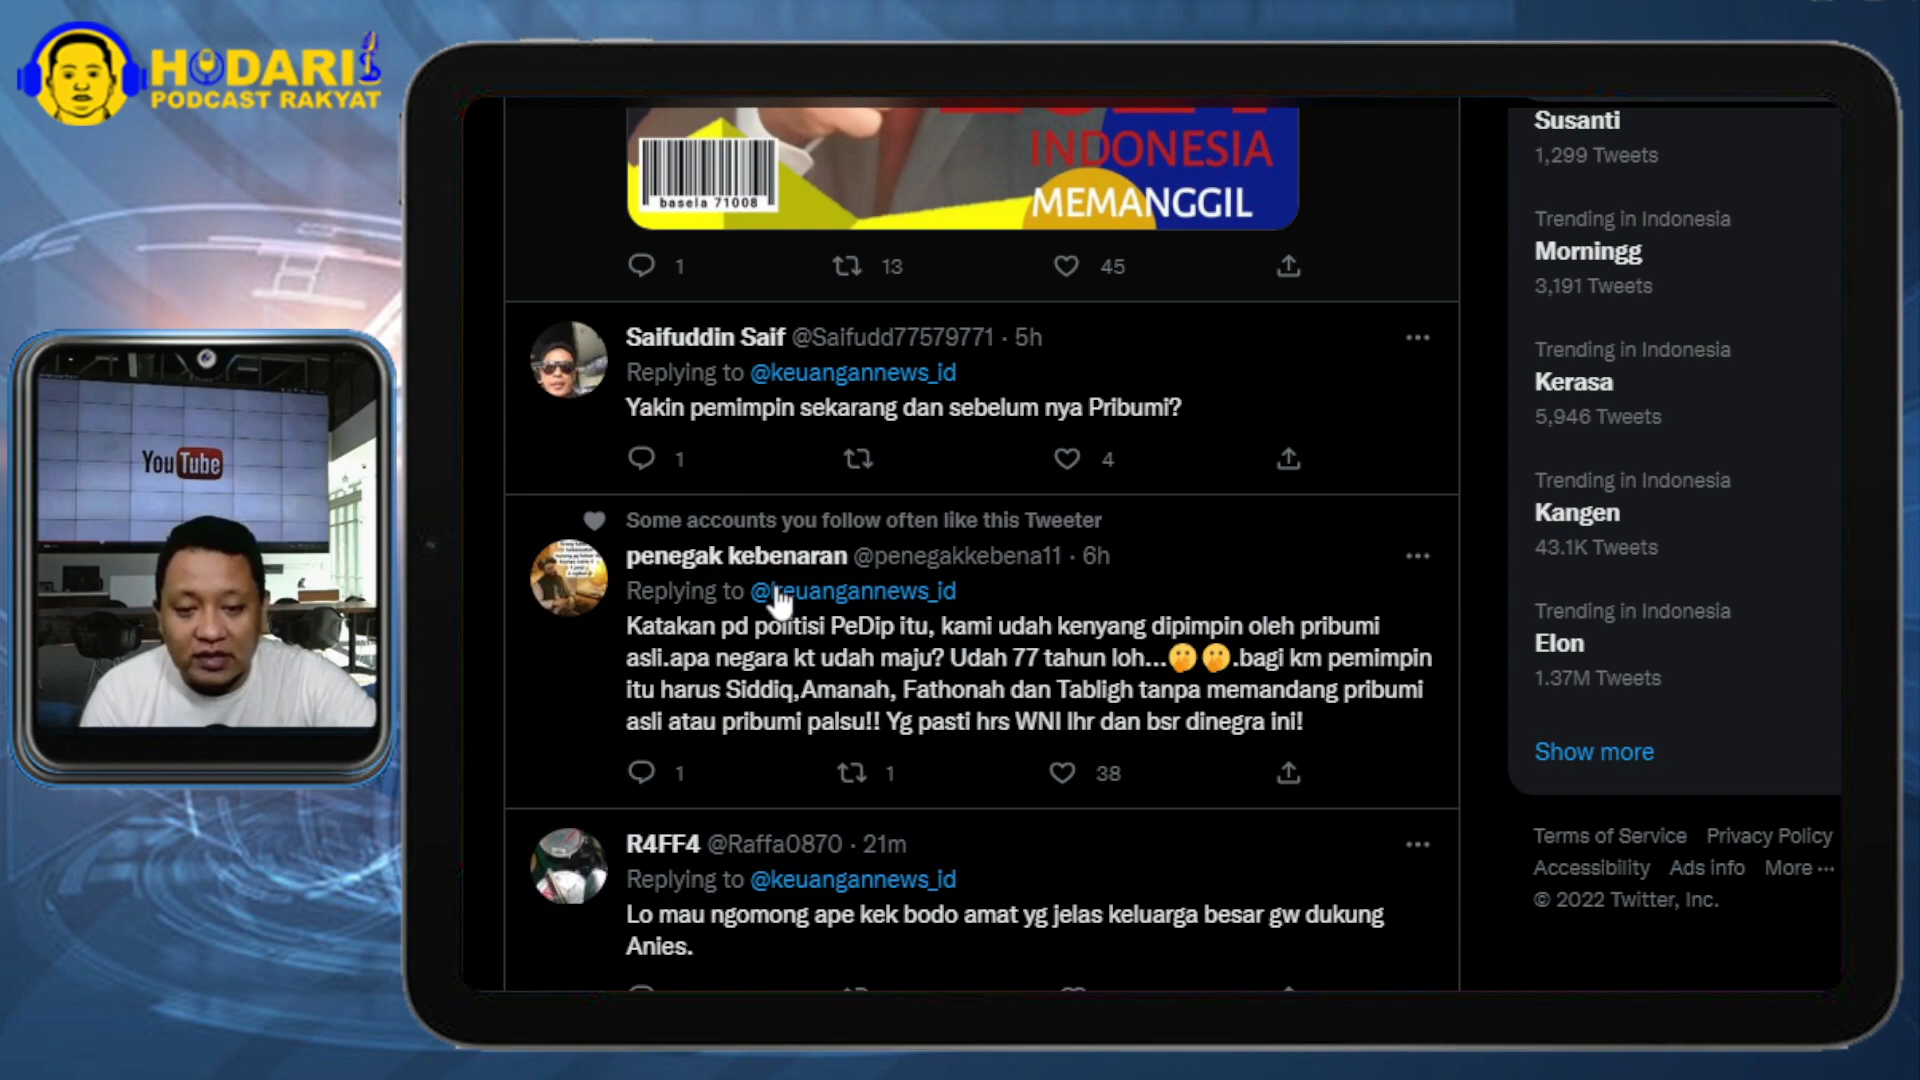 HODARI
PODCAST RAKYAT
YouTube
INDONESIA
MEMANGGIL
basela 71008
1 13 45
Saifuddin Saif @Saifudd77579771 · 5h
Replying to @keuangannews_id
Yakin pemimpin sekarang dan sebelum nya Pribumi?
1 4
Some accounts you follow often like this Tweeter
penegak kebenaran @penegakkebena11 · 6h
Replying to @keuangannews_id
Katakan pd politisi PeDip itu, kami udah kenyang dipimpin oleh pribumi
asli.apa negara kt udah maju? Udah 77 tahun loh...🫢🫢.bagi km pemimpin
itu harus Siddiq,Amanah, Fathonah dan Tabligh tanpa memandang pribumi
asli atau pribumi palsu!! Yg pasti hrs WNI lhr dan bsr dinegra ini!
1 1 38
R4FF4 @Raffa0870 · 21m
Replying to @keuangannews_id
Lo mau ngomong ape kek bodo amat yg jelas keluarga besar gw dukung
Anies.
Susanti
1,299 Tweets
Trending in Indonesia
Morningg
3,191 Tweets
Trending in Indonesia
Kerasa
5,946 Tweets
Trending in Indonesia
Kangen
43.1K Tweets
Trending in Indonesia
Elon
1.37M Tweets
Show more
Terms of Service Privacy Policy
Accessibility Ads info More ···
© 2022 Twitter, Inc.